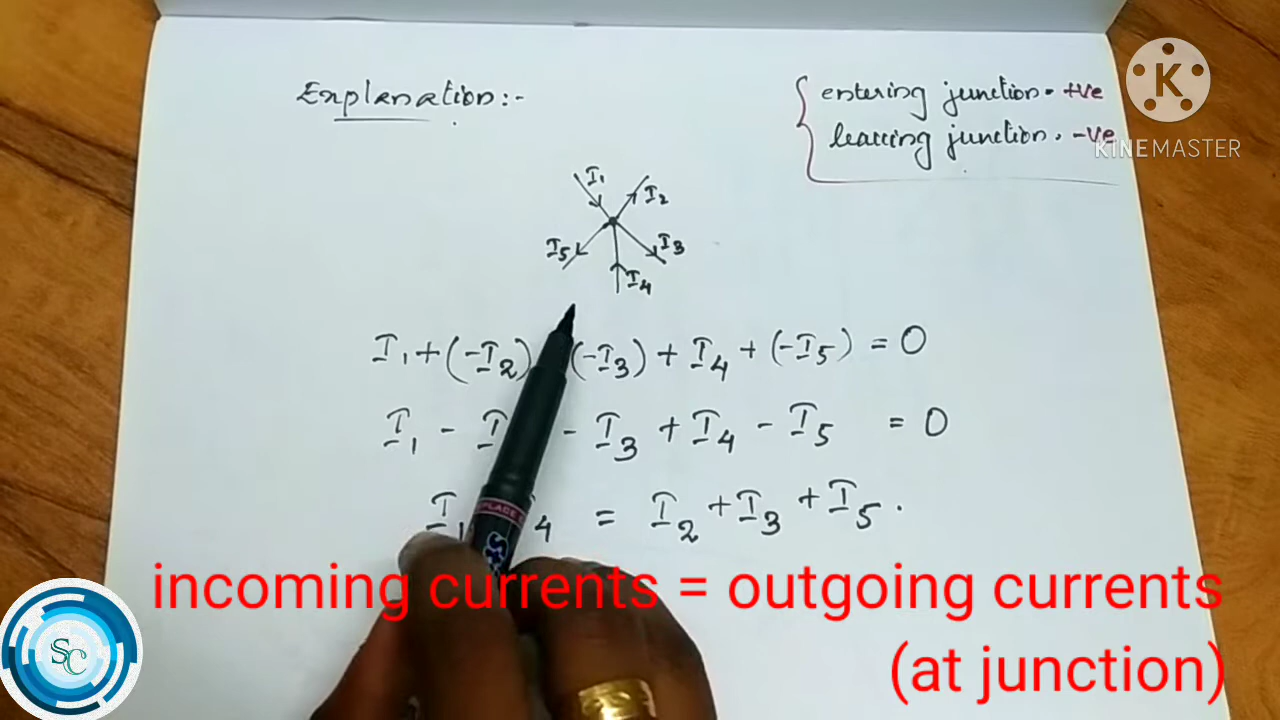 Explanation:-
entering junction - +ve
leaving junction - -ve
KINEMASTER
K
I1
I2
I5
I3
I4
I1 + (-I2) (-I3) + I4 + (-I5) = 0
I1 - I - I3 + I4 - I5 = 0
I1 4 = I2 + I3 + I5.
incoming currents = outgoing currents
(at junction)
SC